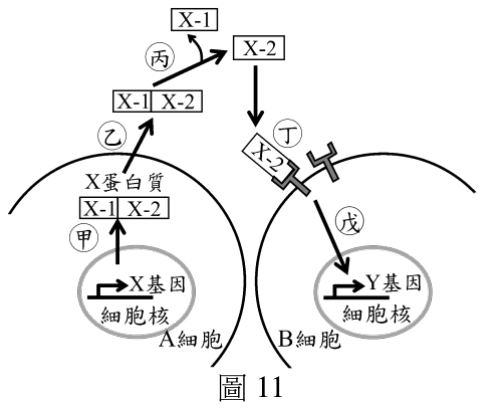 X-1
丙
X-2
X-1 X-2
乙
丁
X-2
X蛋白質
X-1 X-2
甲
戊
X基因
細胞核
A細胞
Y基因
細胞核
B細胞
圖 11